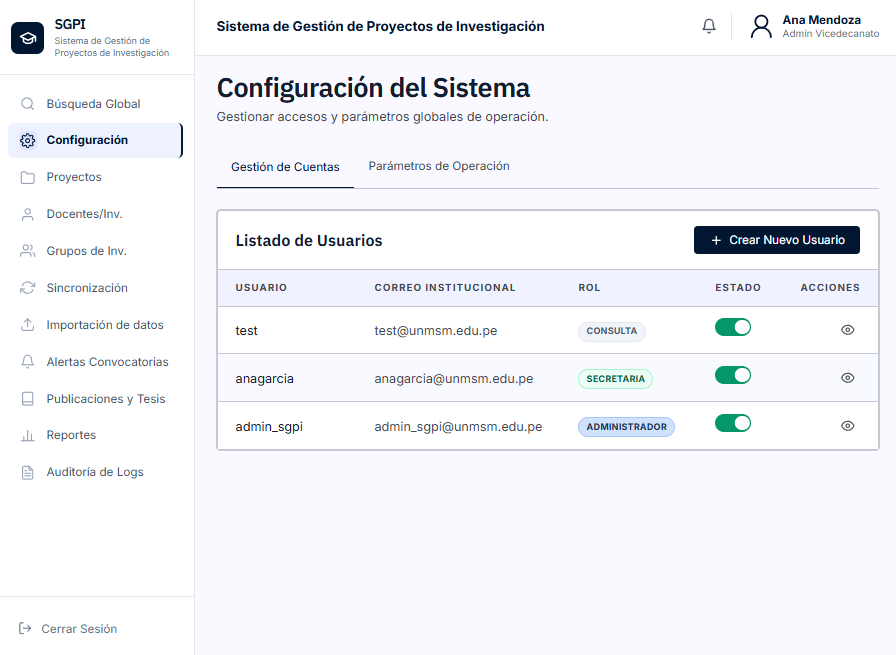 SGPI
Sistema de Gestión de
Proyectos de Investigación
Búsqueda Global
Configuración
Proyectos
Docentes/Inv.
Grupos de Inv.
Sincronización
Importación de datos
Alertas Convocatorias
Publicaciones y Tesis
Reportes
Auditoría de Logs
Cerrar Sesión
Sistema de Gestión de Proyectos de Investigación
Ana Mendoza
Admin Vicedecanato
Configuración del Sistema
Gestionar accesos y parámetros globales de operación.
Gestión de Cuentas Parámetros de Operación
Listado de Usuarios
+ Crear Nuevo Usuario
USUARIO CORREO INSTITUCIONAL ROL ESTADO ACCIONES
test test@unmsm.edu.pe CONSULTA
anagarcia anagarcia@unmsm.edu.pe SECRETARIA
admin_sgpi admin_sgpi@unmsm.edu.pe ADMINISTRADOR